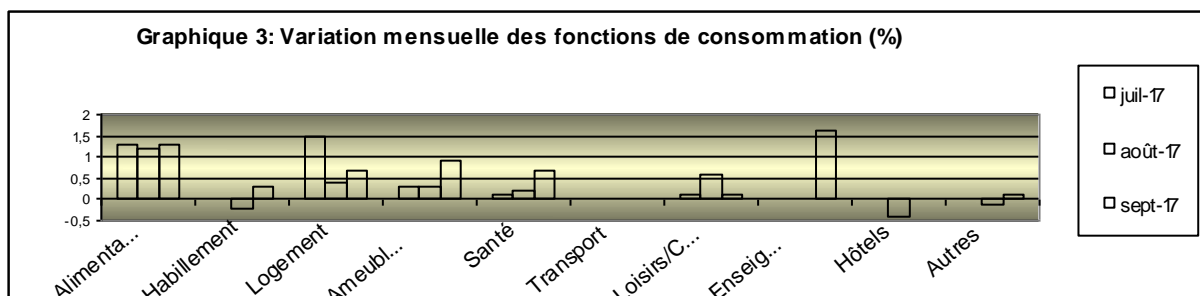 Graphique 3: Variation mensuelle des fonctions de consommation (%)
2
1,5
1
0,5
0
-0,5
Alimenta...
Habillement
Logement
Ameubl...
Santé
Transport
Loisirs/C...
Enseig...
Hôtels
Autres
juil-17
août-17
sept-17